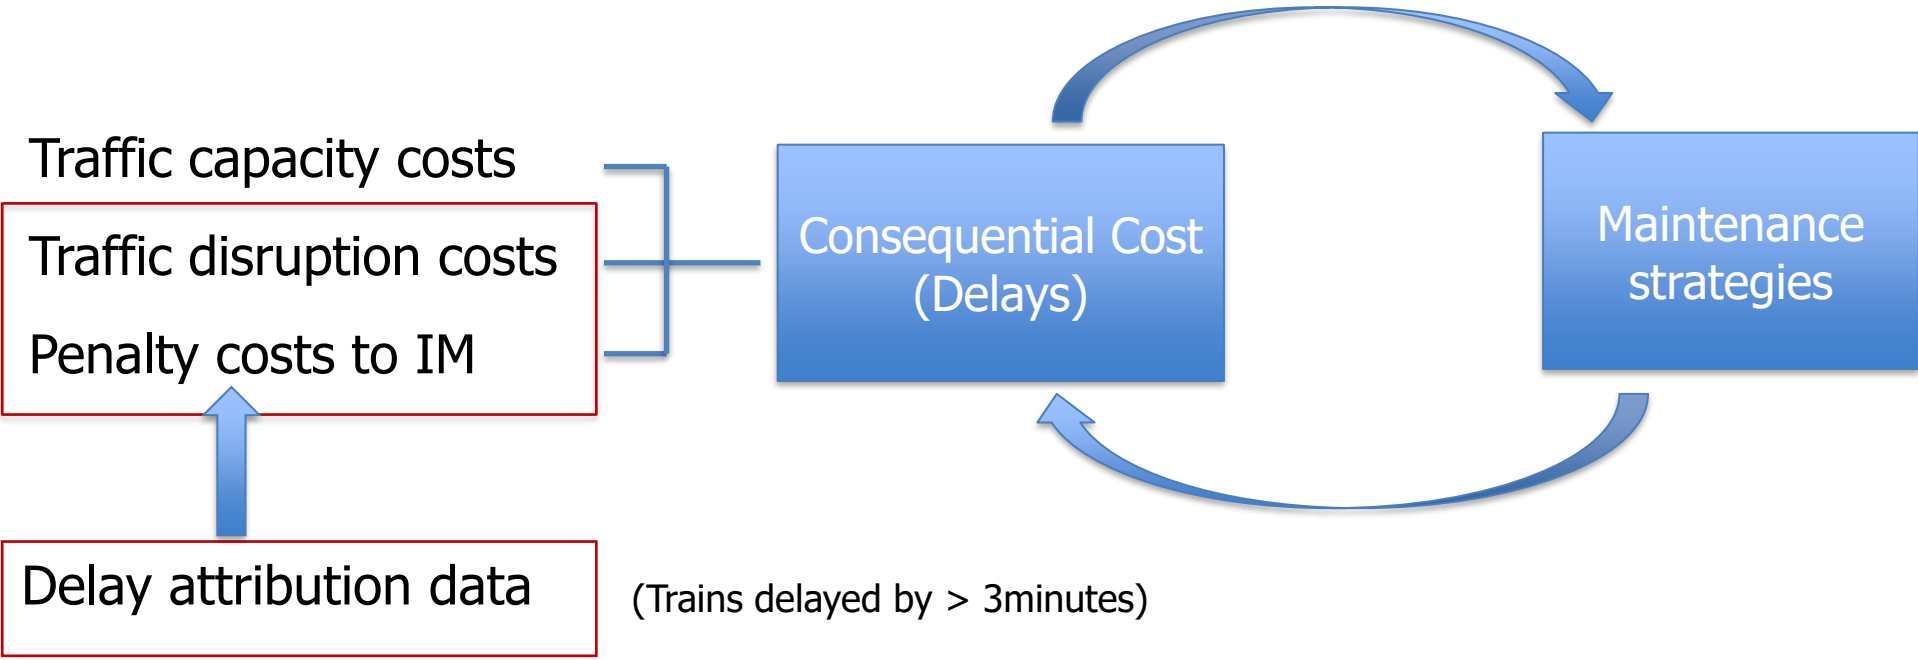 Traffic capacity costs
Traffic disruption costs
Penalty costs to IM
Consequential Cost
(Delays)
Maintenance
strategies
Delay attribution data
(Trains delayed by > 3minutes)